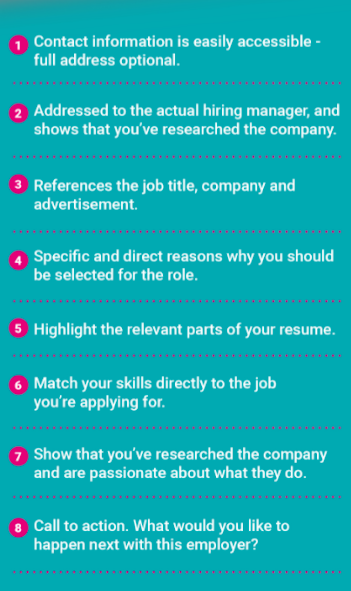 1 Contact information is easily accessible -
full address optional.
2 Addressed to the actual hiring manager, and
shows that you've researched the company.
3 References the job title, company and
advertisement.
4 Specific and direct reasons why you should
be selected for the role.
5 Highlight the relevant parts of your resume.
6 Match your skills directly to the job
you're applying for.
7 Show that you've researched the company
and are passionate about what they do.
8 Call to action. What would you like to
happen next with this employer?